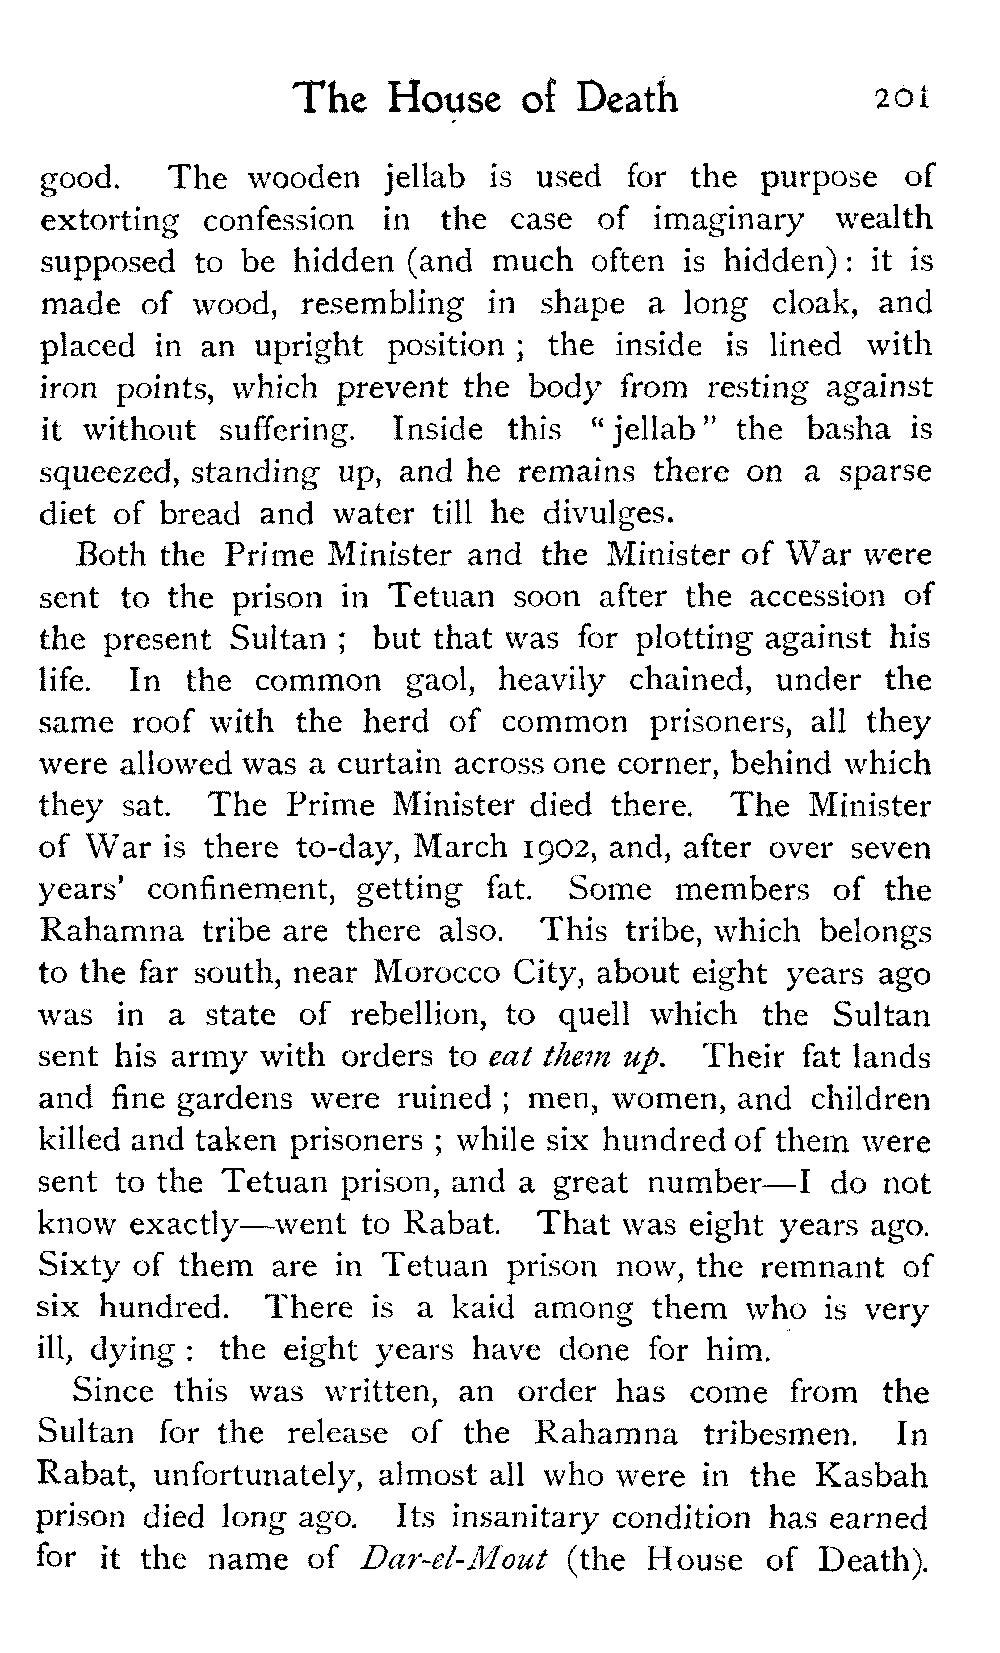 The House of Death 201
good. The wooden jellab is used for the purpose of
extorting confession in the case of imaginary wealth
supposed to be hidden (and much often is hidden): it is
made of wood, resembling in shape a long cloak, and
placed in an upright position ; the inside is lined with
iron points, which prevent the body from resting against
it without suffering. Inside this “jellab” the basha is
squeezed, standing up, and he remains there on a sparse
diet of bread and water till he divulges.
Both the Prime Minister and the Minister of War were
sent to the prison in Tetuan soon after the accession of
the present Sultan ; but that was for plotting against his
life. In the common gaol, heavily chained, under the
same roof with the herd of common prisoners, all they
were allowed was a curtain across one corner, behind which
they sat. The Prime Minister died there. The Minister
of War is there to-day, March 1902, and, after over seven
years’ confinement, getting fat. Some members of the
Rahamna tribe are there also. This tribe, which belongs
to the far south, near Morocco City, about eight years ago
was in a state of rebellion, to quell which the Sultan
sent his army with orders to eat them up. Their fat lands
and fine gardens were ruined ; men, women, and children
killed and taken prisoners ; while six hundred of them were
sent to the Tetuan prison, and a great number—I do not
know exactly—went to Rabat. That was eight years ago.
Sixty of them are in Tetuan prison now, the remnant of
six hundred. There is a kaid among them who is very
ill, dying : the eight years have done for him.
Since this was written, an order has come from the
Sultan for the release of the Rahamna tribesmen. In
Rabat, unfortunately, almost all who were in the Kasbah
prison died long ago. Its insanitary condition has earned
for it the name of Dar-el-Mout (the House of Death).